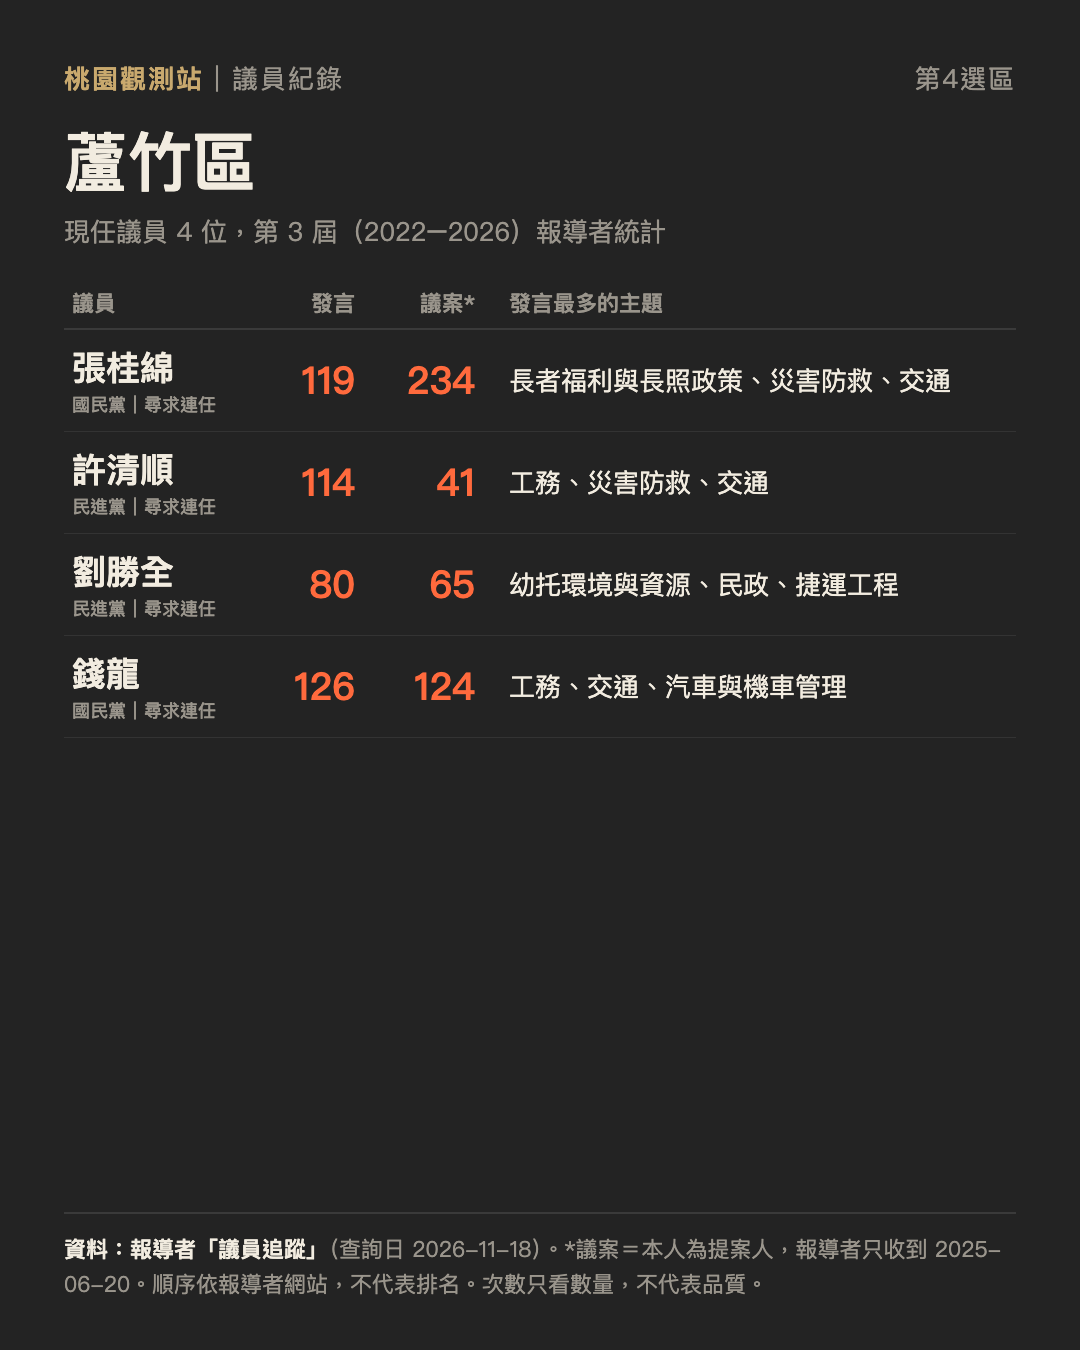 桃園觀測站｜議員紀錄
第4選區
蘆竹區
現任議員 4 位，第 3 屆（2022—2026）報導者統計
議員 發言 議案* 發言最多的主題
張桂綿
國民黨｜尋求連任
119 234 長者福利與長照政策、災害防救、交通
許清順
民進黨｜尋求連任
114 41 工務、災害防救、交通
劉勝全
民進黨｜尋求連任
80 65 幼托環境與資源、民政、捷運工程
錢龍
國民黨｜尋求連任
126 124 工務、交通、汽車與機車管理
資料：報導者「議員追蹤」（查詢日 2026–11–18）。*議案＝本人為提案人，報導者只收到 2025–
06–20。順序依報導者網站，不代表排名。次數只看數量，不代表品質。